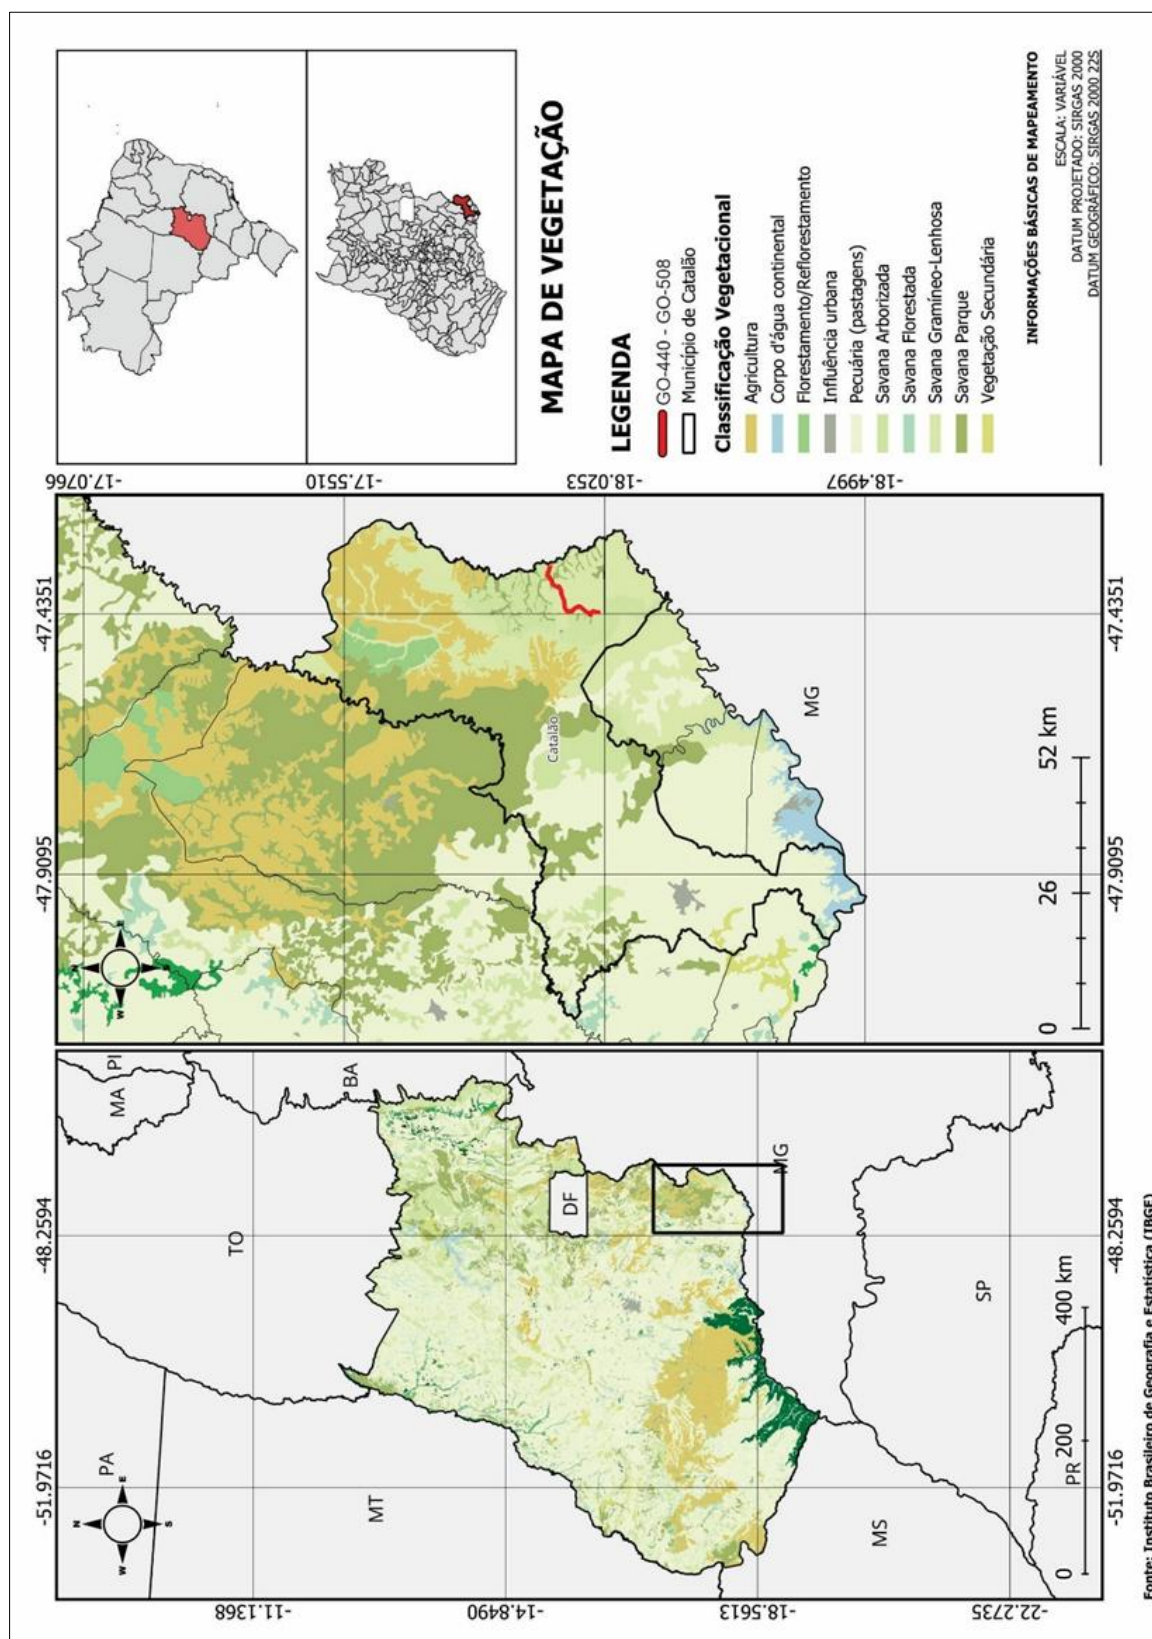 MAPA DE VEGETAÇÃO
LEGENDA
GO-440 - GO-508
Município de Catalão
Classificação Vegetacional
Agricultura
Corpo d'água continental
Florestamento/Reflorestamento
Influência urbana
Pecuária (pastagens)
Savana Arborizada
Savana Florestada
Savana Gramíneo-Lenhosa
Savana Parque
Vegetação Secundária
INFORMAÇÕES BÁSICAS DE MAPEAMENTO
ESCALA: VARIÁVEL
DATUM PROJETADO: SIRGAS 2000
DATUM GEOGRÁFICO: SIRGAS 2000 22S
-47.9095
-47.4351
-17.0766
-17.5510
-18.0253
-18.4997
N
W
E
Catalão
MG
0
26
52 km
-47.9095
-47.4351
-51.9716
-48.2594
-11.1368
-14.8490
-18.5613
-22.2735
N
W
E
S
PA
TO
MA
PI
BA
MT
DF
MG
MS
SP
PR
0
200
400 km
-51.9716
-48.2594
Fonte: Instituto Brasileiro de Geografia e Estatística (IBGE)